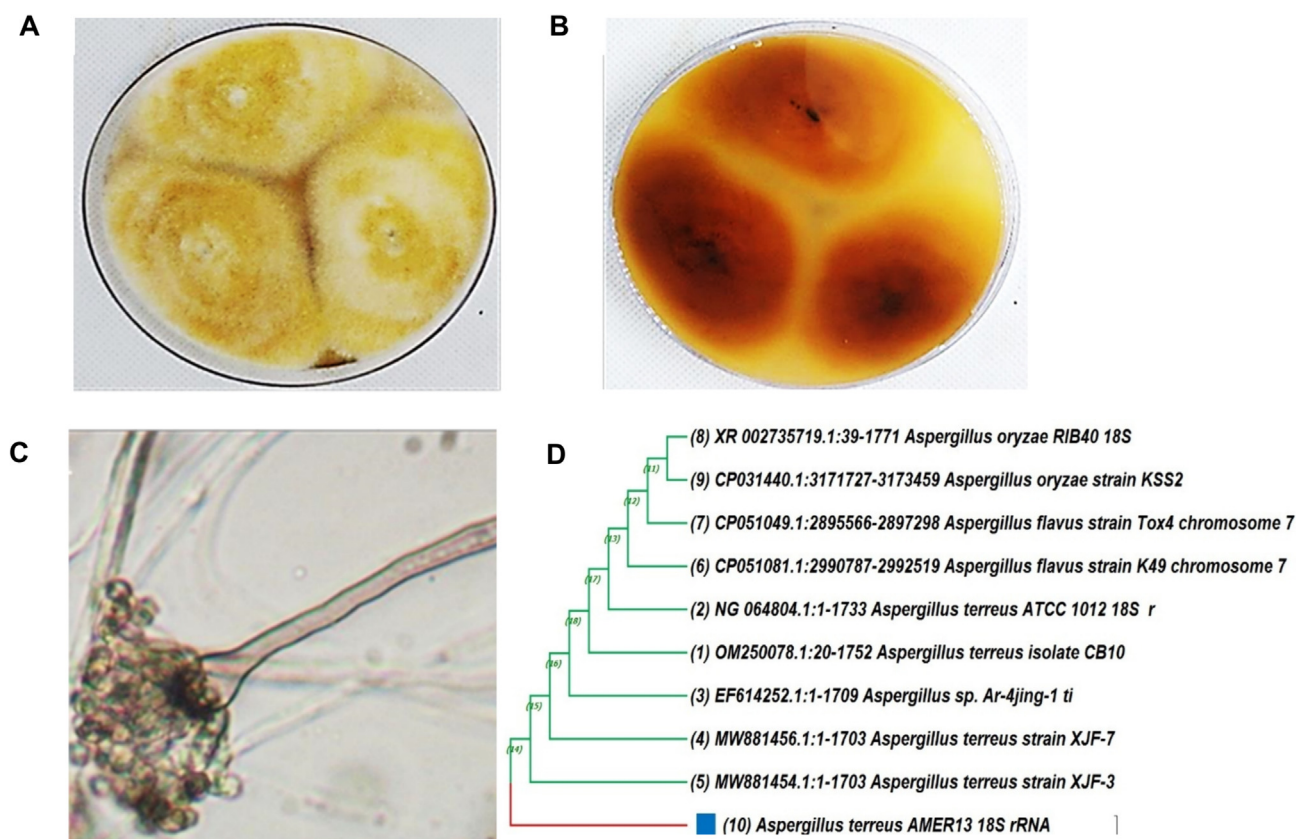 A
B
C
D
(8) XR 002735719.1:39-1771 Aspergillus oryzae RIB40 18S
(11)
(9) CP031440.1:3171727-3173459 Aspergillus oryzae strain KSS2
(12)
(7) CP051049.1:2895566-2897298 Aspergillus flavus strain Tox4 chromosome 7
(13)
(6) CP051081.1:2990787-2992519 Aspergillus flavus strain K49 chromosome 7
(17)
(2) NG 064804.1:1-1733 Aspergillus terreus ATCC 1012 18S r
(18)
(1) OM250078.1:20-1752 Aspergillus terreus isolate CB10
(16)
(3) EF614252.1:1-1709 Aspergillus sp. Ar-4jing-1 ti
(15)
(4) MW881456.1:1-1703 Aspergillus terreus strain XJF-7
(14)
(5) MW881454.1:1-1703 Aspergillus terreus strain XJF-3
(10) Aspergillus terreus AMER13 18S rRNA